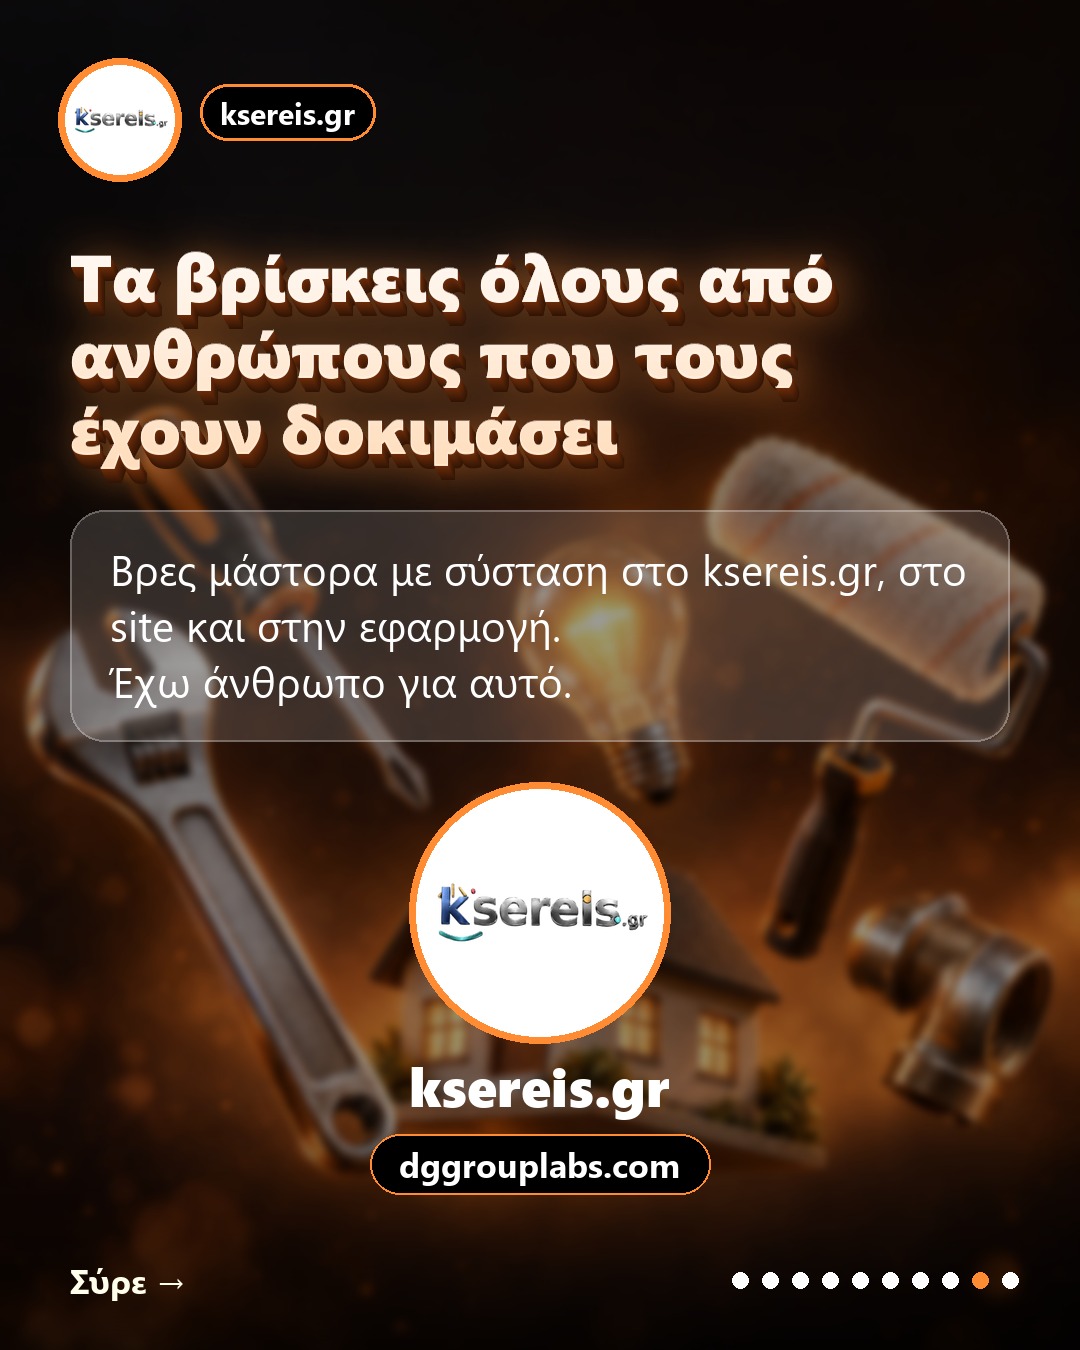 ksereis.gr
ksereis.gr
Τα βρίσκεις όλους από
ανθρώπους που τους
έχουν δοκιμάσει
Βρες μάστορα με σύσταση στο ksereis.gr, στο
site και στην εφαρμογή.
Έχω άνθρωπο για αυτό.
ksereis.gr
ksereis.gr
dggrouplabs.com
Σύρε →